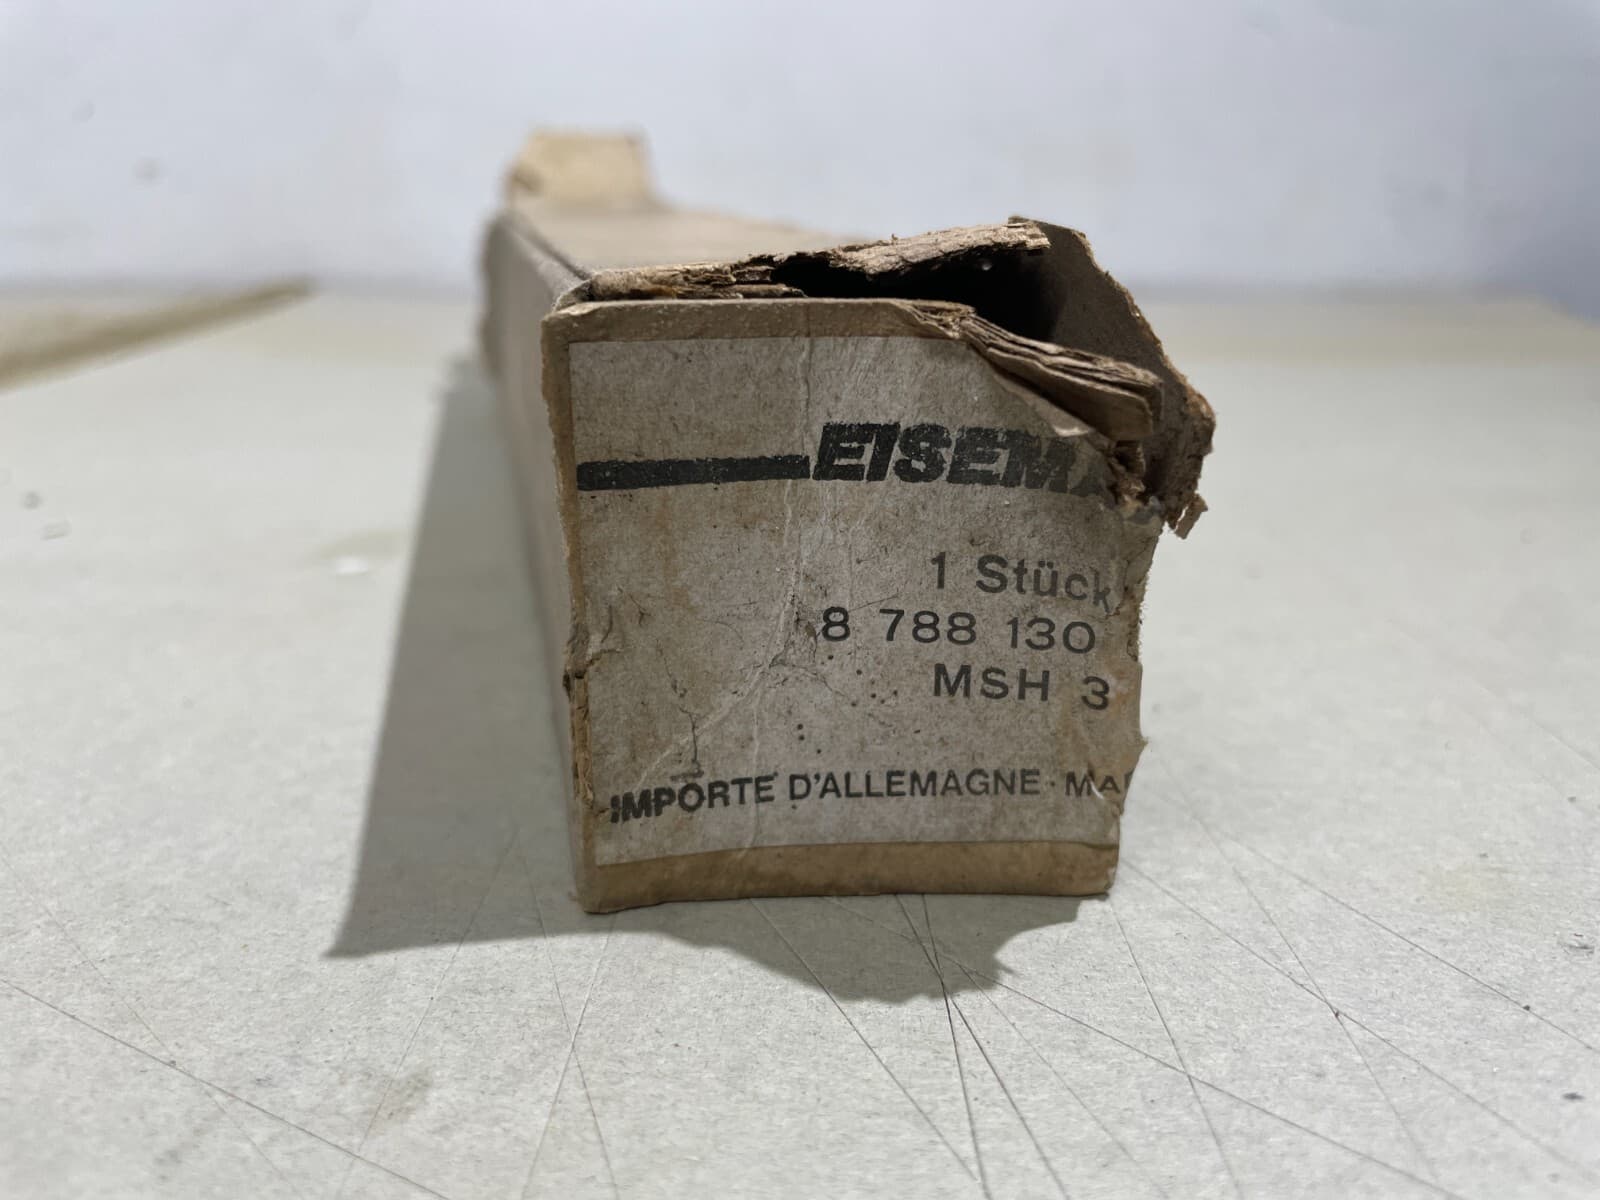 EISEMA
1 Stück
8 788 130
MSH 3
IMPORTE D'ALLEMAGNE · MA